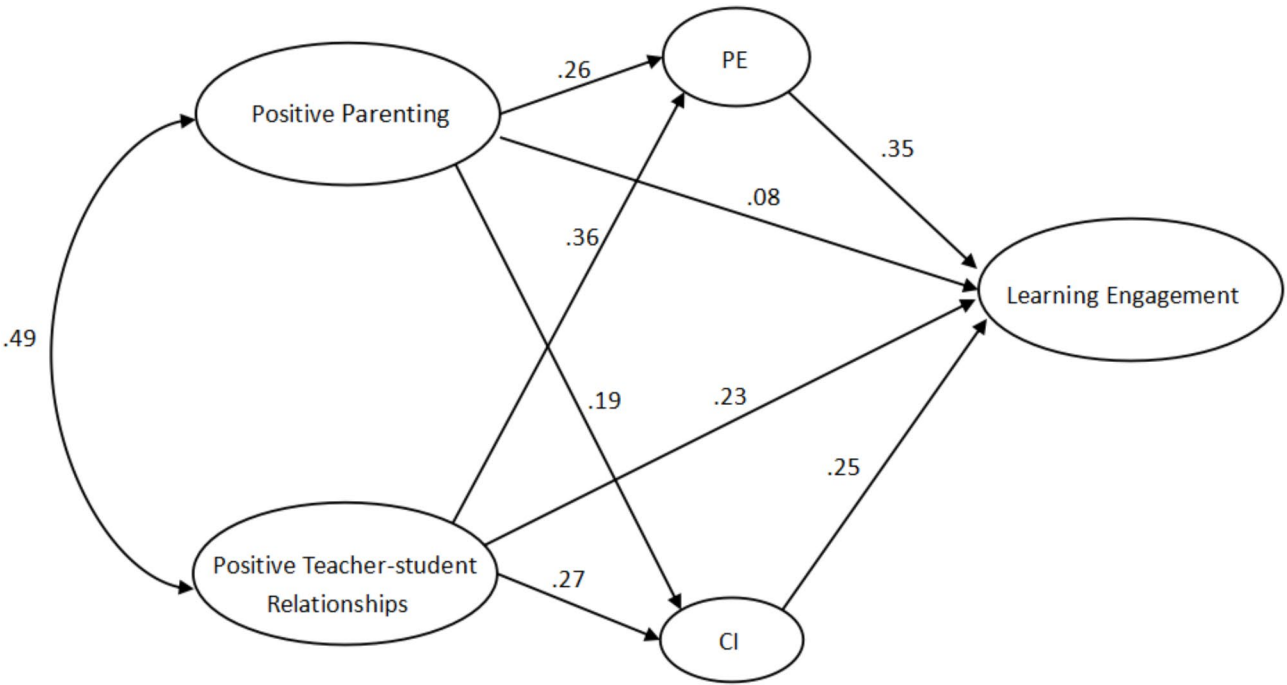 PE
.26
Positive Parenting
.35
.08
.36
Learning Engagement
.49
.19
.23
.25
Positive Teacher-student
Relationships
.27
CI